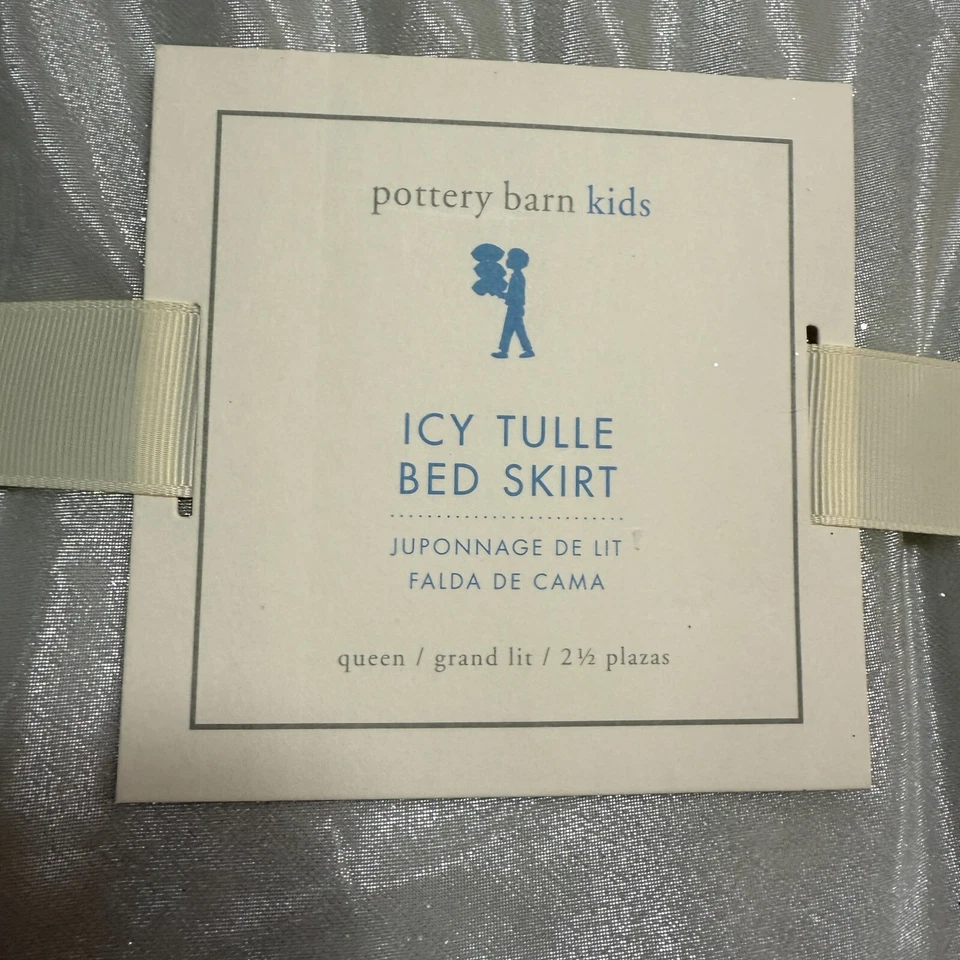 pottery barn kids
ICY TULLE
BED SKIRT
JUPONNAGE DE LIT
FALDA DE CAMA
queen / grand lit / 2½ plazas